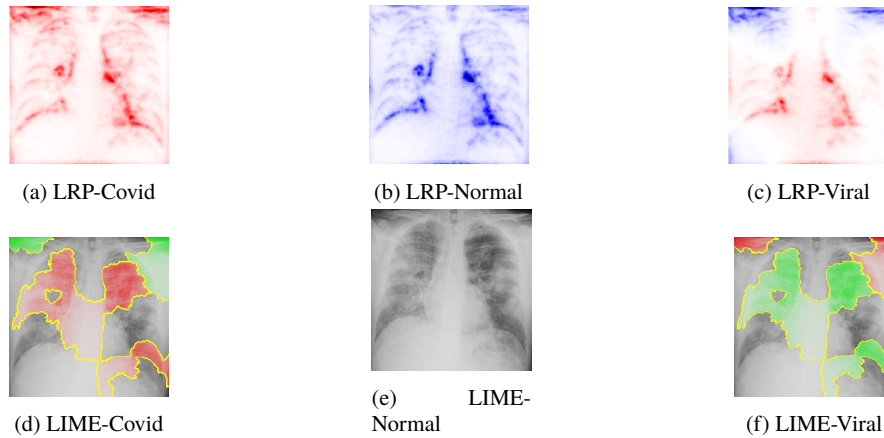 (a) LRP-Covid
(b) LRP-Normal
(c) LRP-Viral
(d) LIME-Covid
(e) LIME-
Normal
(f) LIME-Viral